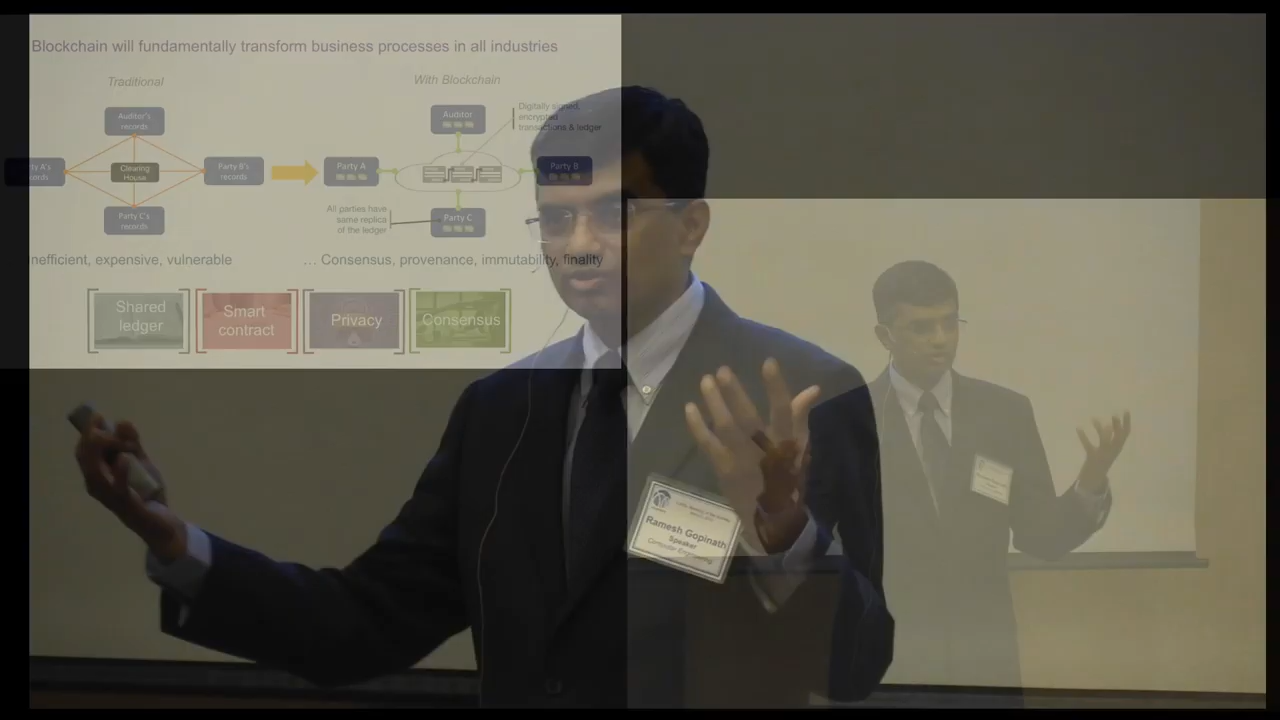 Blockchain will fundamentally transform business processes in all industries
Traditional
With Blockchain
Auditor's
records
Clearing
House
Party B's
records
Party C's
records
Auditor
Digitally signed,
encrypted
transactions & ledger
Party A
Party B
All parties have
same replica
of the ledger
Party C
nefficient, expensive, vulnerable
… Consensus, provenance, immutability, finality
Shared
ledger
Smart
contract
Privacy
Consensus
Ramesh Gopinath
Speaker
Computer Engineering